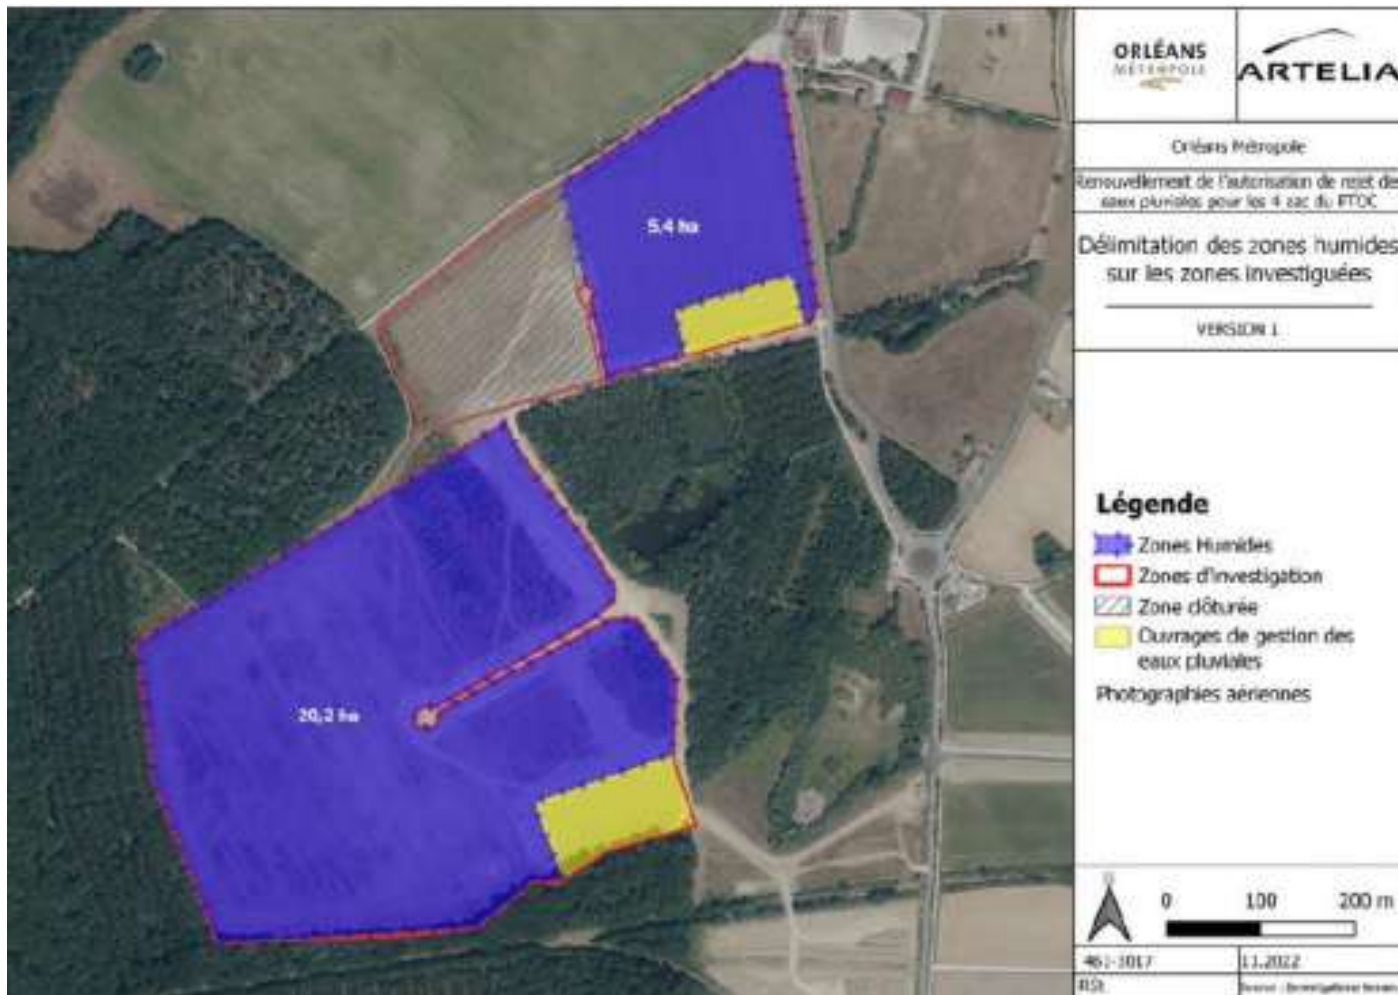 ORLÉANS
MÉTROPOLE
ARTELIA
Orléans Métropole
Renouvellement de l'autorisation de rejet des
eaux pluviales pour les 4 zac du PTOC
Délimitation des zones humides
sur les zones investiguées
VERSION 1
5,4 ha
20,2 ha
Légende
Zones Humides
Zones d'investigation
Zone clôturée
Ouvrages de gestion des
eaux pluviales
Photographies aériennes
0 100 200 m
11.2022